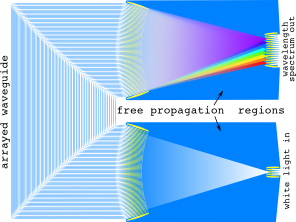 arrayed waveguide
wavelength
spectrum out
free propagation regions
white light in